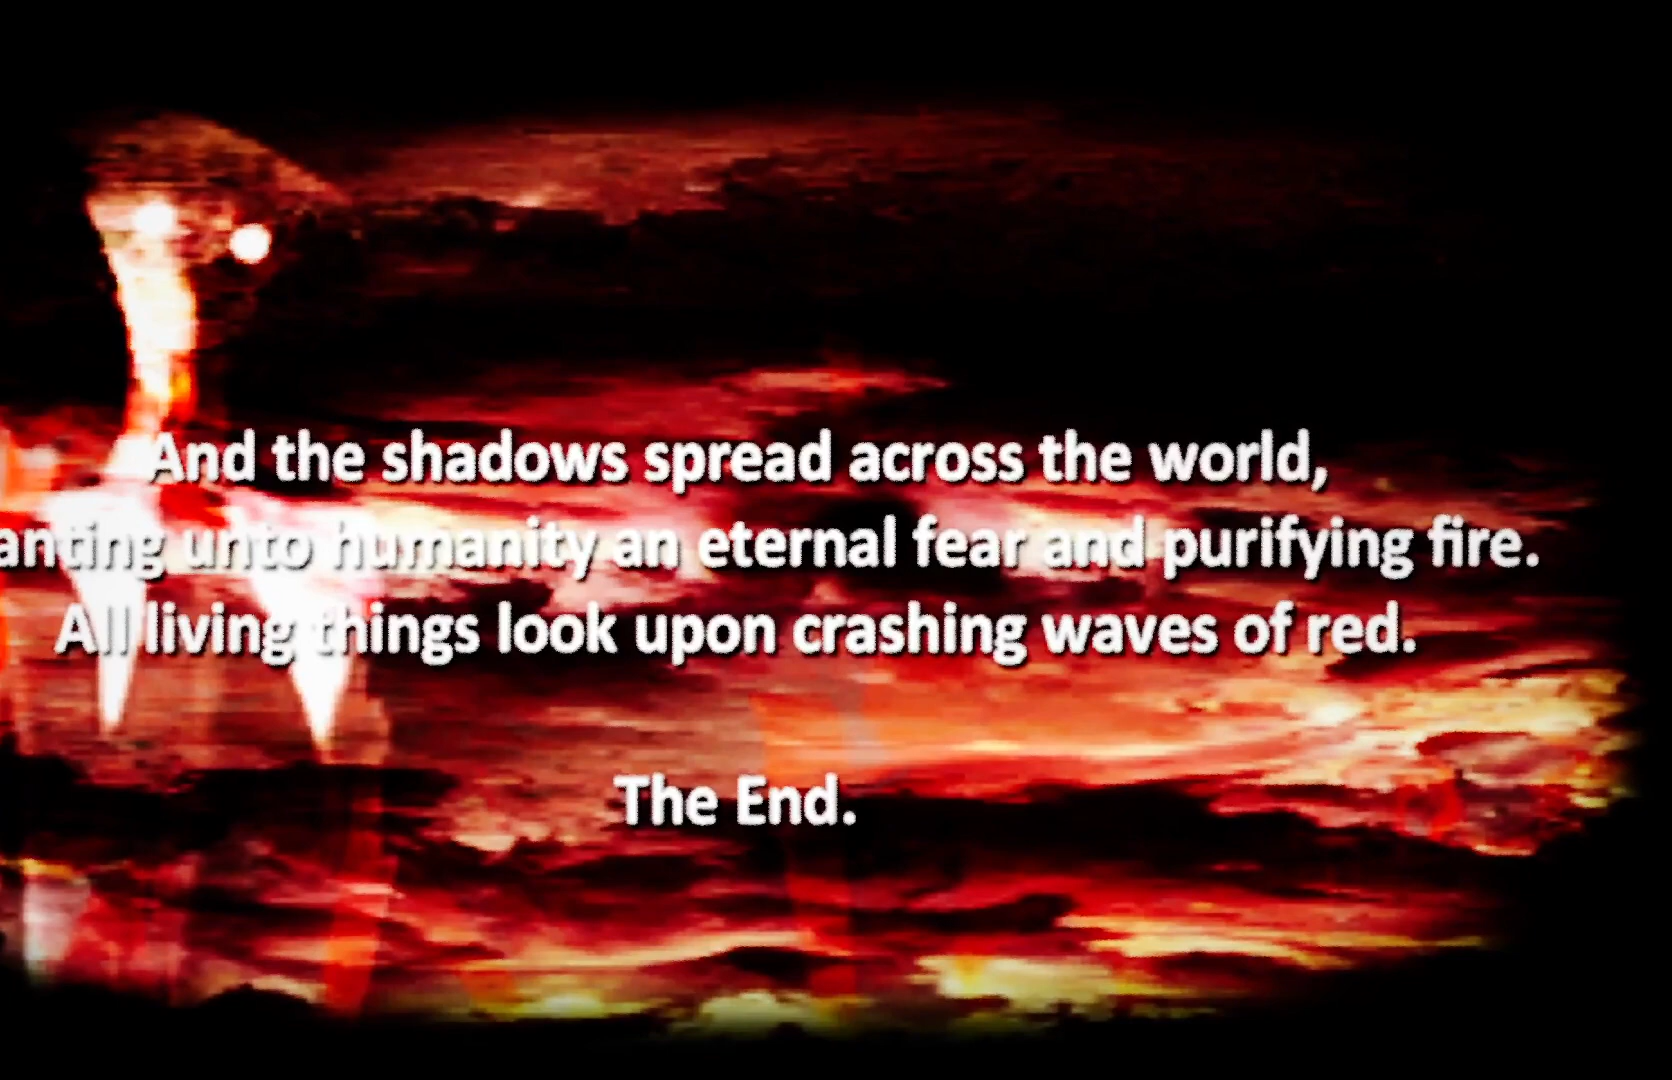 And the shadows spread across the world,
anting unto humanity an eternal fear and purifying fire.
All living things look upon crashing waves of red.
The End.